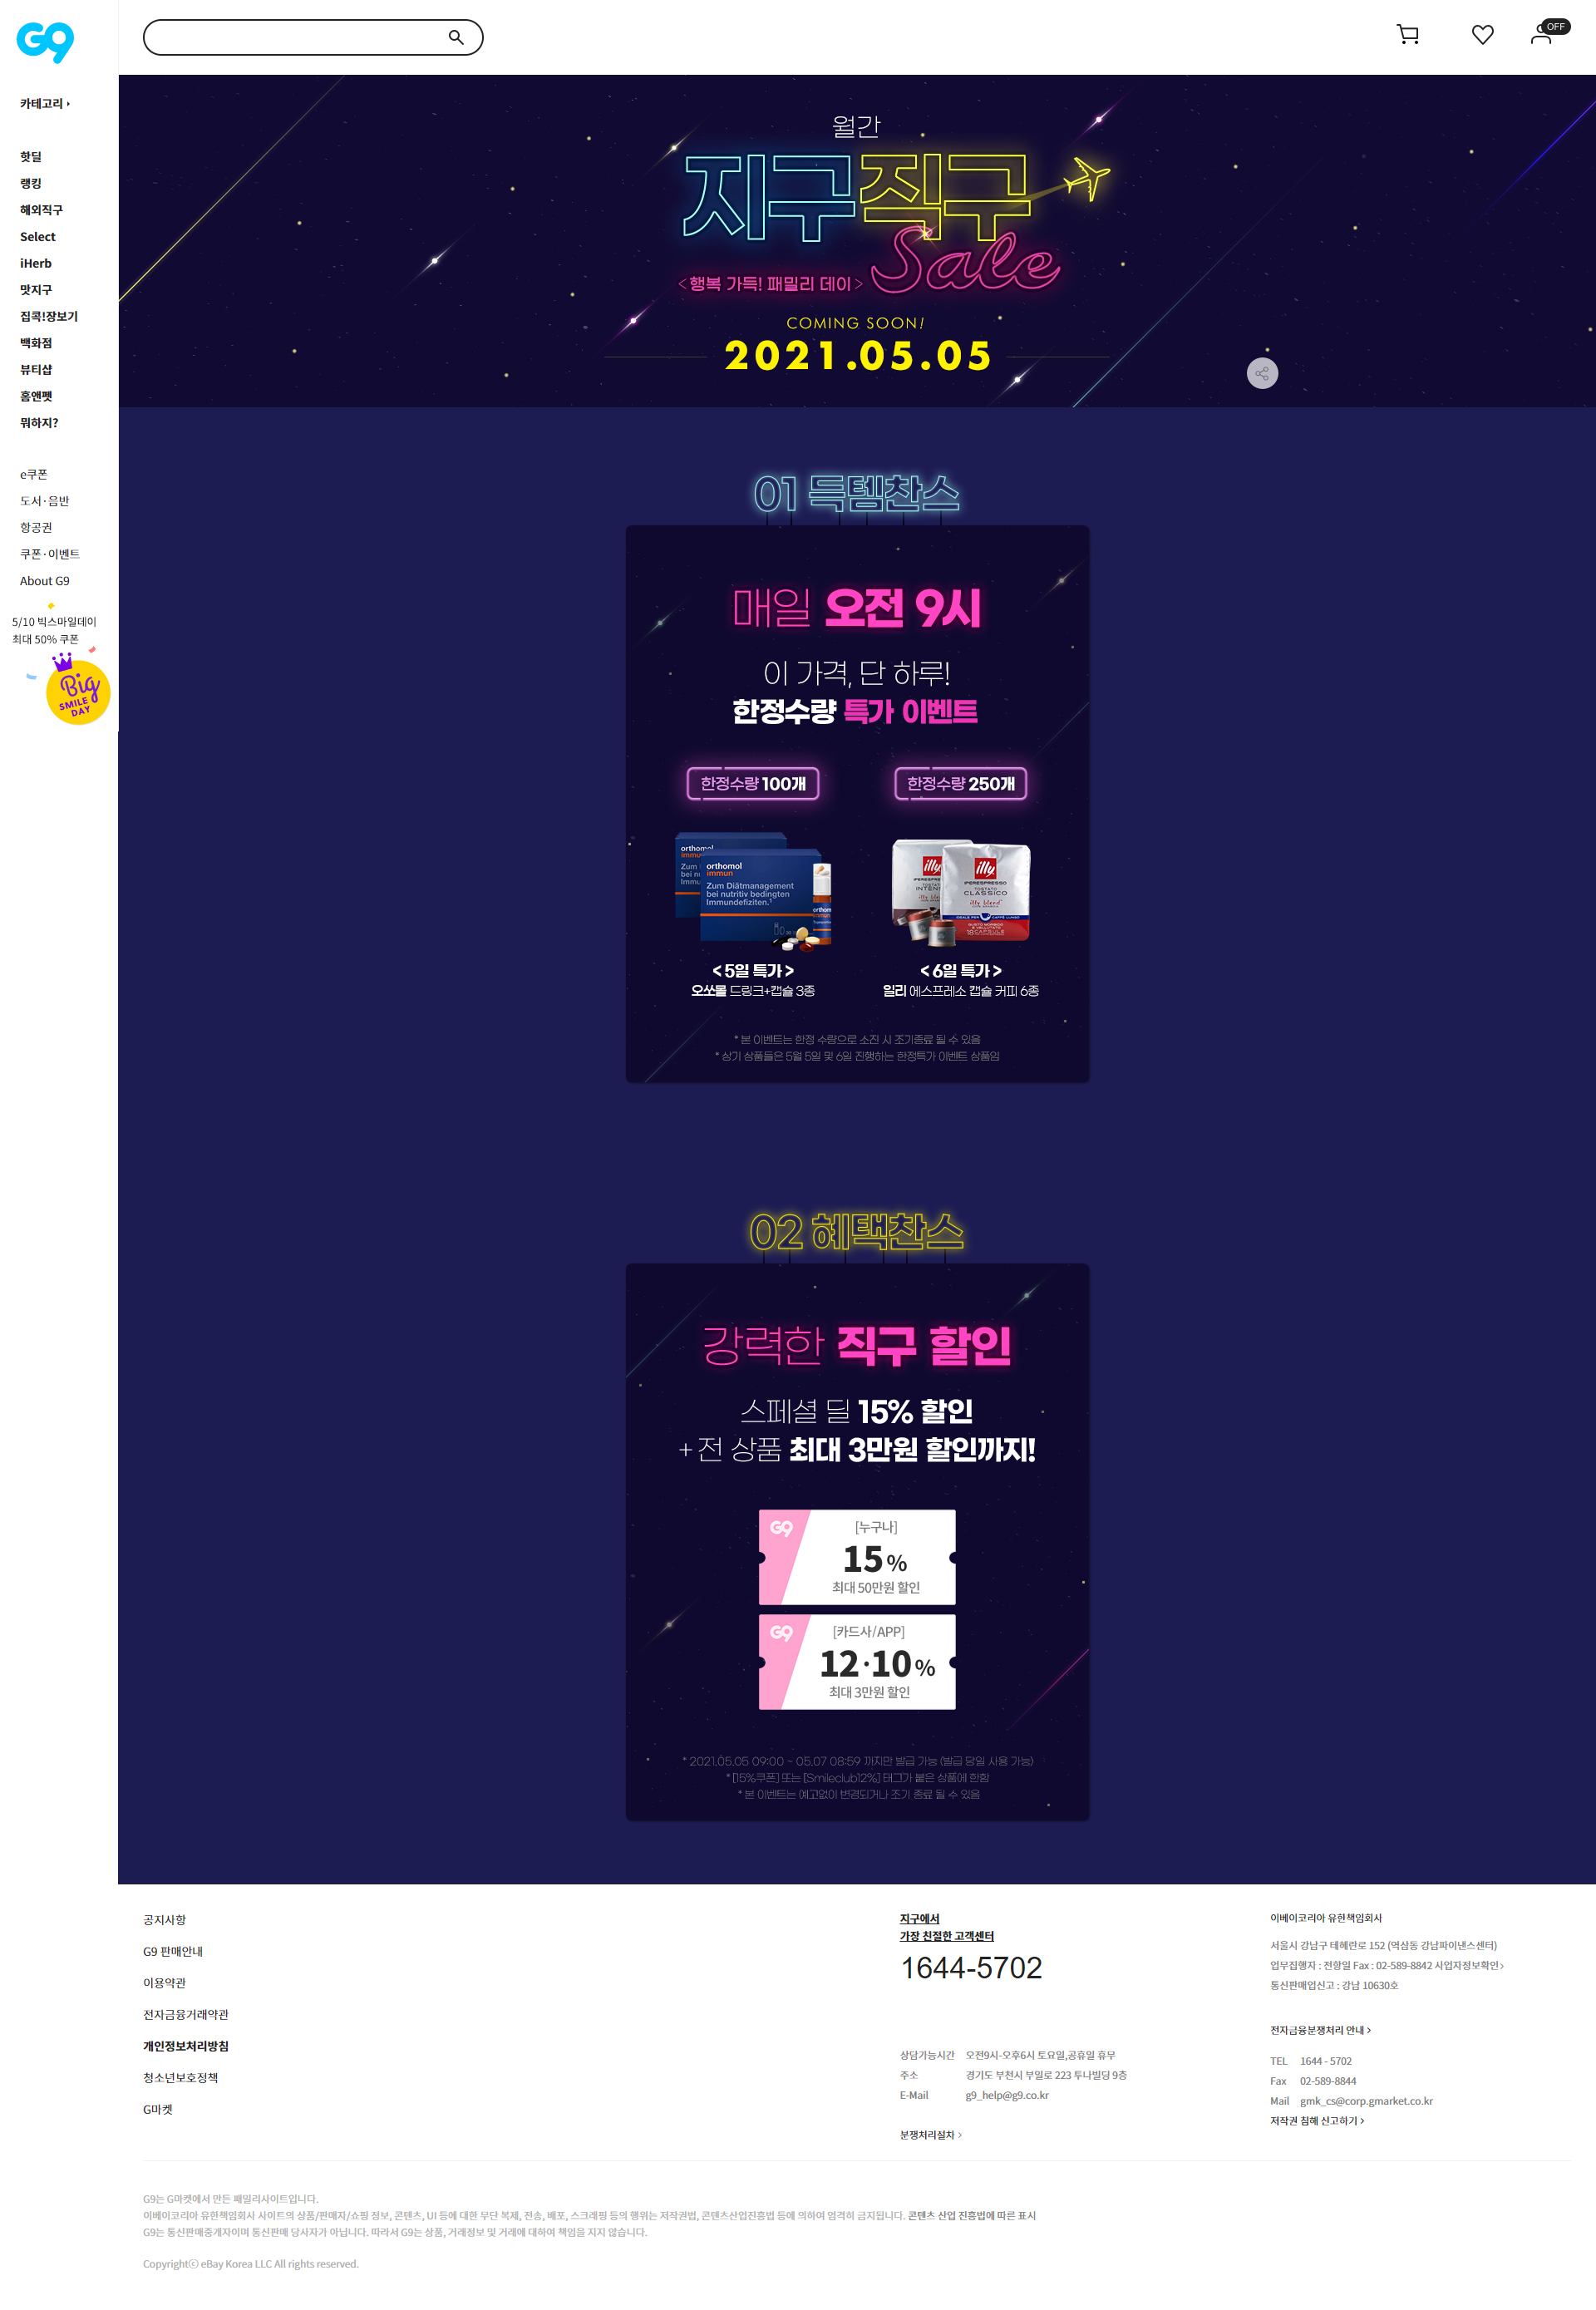 G9
OFF
카테고리
핫딜
랭킹
해외직구
Select
iHerb
맛지구
집콕!장보기
백화점
뷰티샵
홈앤펫
뭐하지?
e쿠폰
도서·음반
항공권
쿠폰·이벤트
About G9
5/10 빅스마일데이
최대 50% 쿠폰
Big
SMILE
DAY
월간
지구직구
Sale
<행복 가득! 패밀리 데이>
COMING SOON!
2021.05.05
01 득템찬스
매일 오전 9시
이 가격, 단 하루!
한정수량 특가 이벤트
한정수량 100개
한정수량 250개
orthomol
immun
orthomol
immun
Zum Diätmanagement
bei nutritiv bedingten
Immundefiziten.¹
illy
illy
IPERESPRESSO
TOSTATO
CLASSICO
illy blend
< 5일 특가 >
오쏘몰 드링크+캡슐 3종
< 6일 특가 >
일리 에스프레소 캡슐 커피 6종
* 본 이벤트는 한정 수량으로 소진 시 조기종료 될 수 있음
* 상기 상품들은 5월 5일 및 6일 진행하는 한정특가 이벤트 상품임
02 혜택찬스
강력한 직구 할인
스페셜 딜 15% 할인
+ 전 상품 최대 3만원 할인까지!
G9
[누구나]
15%
최대 50만원 할인
G9
[카드사/APP]
12·10%
최대 3만원 할인
* 2021.05.05 09:00 ~ 05.07 08:59 까지만 발급 가능 (발급 당일 사용 가능)
* [15%쿠폰] 또는 [Smileclub12%] 태그가 붙은 상품에 한함
* 본 이벤트는 예고없이 변경되거나 조기 종료 될 수 있음
공지사항
G9 판매안내
이용약관
전자금융거래약관
개인정보처리방침
청소년보호정책
G마켓
지구에서
가장 친절한 고객센터
1644-5702
상담가능시간 오전9시-오후6시 토요일,공휴일 휴무
주소 경기도 부천시 부일로 223 투나빌딩 9층
E-Mail g9_help@g9.co.kr
분쟁처리절차 >
이베이코리아 유한책임회사
서울시 강남구 테헤란로 152 (역삼동 강남파이낸스센터)
업무집행자 : 전항일 Fax : 02-589-8842 사업자정보확인 >
통신판매업신고 : 강남 10630호
전자금융분쟁처리 안내 >
TEL 1644 - 5702
Fax 02-589-8844
Mail gmk_cs@corp.gmarket.co.kr
저작권 침해 신고하기 >
G9는 G마켓에서 만든 패밀리사이트입니다.
이베이코리아 유한책임회사 사이트의 상품/판매자/쇼핑 정보, 콘텐츠, UI 등에 대한 무단 복제, 전송, 배포, 스크래핑 등의 행위는 저작권법, 콘텐츠산업진흥법 등에 의하여 엄격히 금지됩니다. 콘텐츠 산업 진흥법에 따른 표시
G9는 통신판매중개자이며 통신판매 당사자가 아닙니다. 따라서 G9는 상품, 거래정보 및 거래에 대하여 책임을 지지 않습니다.
Copyrightⓒ eBay Korea LLC All rights reserved.